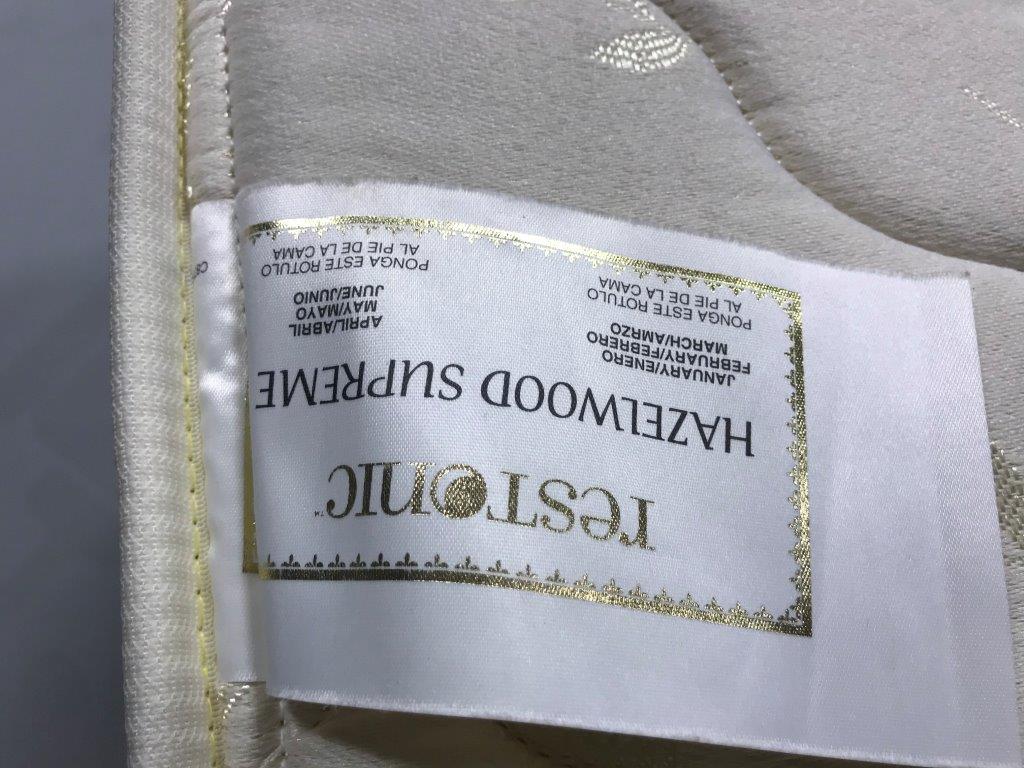 resTonic™
HAZELWOOD SUPREME
JANUARY/ENERO
FEBRUARY/FEBRERO
MARCH/AMRZO
PONGA ESTE ROTULO
AL PIE DE LA CAMA
APRIL/ABRIL
MAY/MAYO
JUNE/JUNIO
PONGA ESTE ROTULO
AL PIE DE LA CAMA